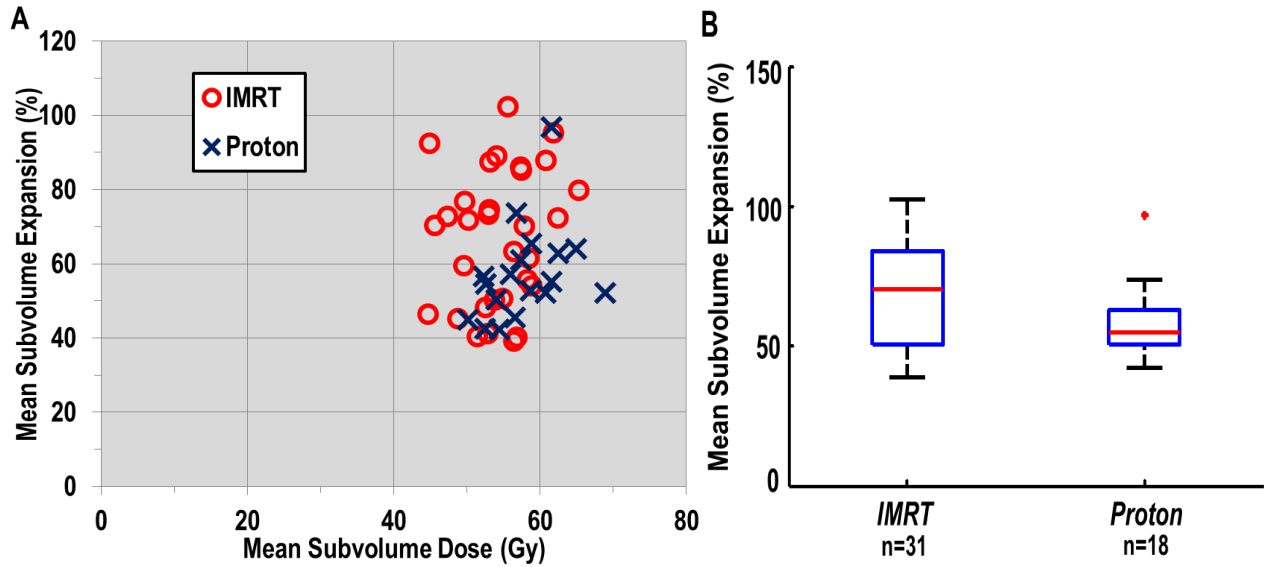 A
Mean Subvolume Expansion (%)
120
100
80
60
40
20
0
IMRT
Proton
0 20 40 60 80
Mean Subvolume Dose (Gy)
B
Mean Subvolume Expansion (%)
150
100
50
0
IMRT Proton
n=31 n=18